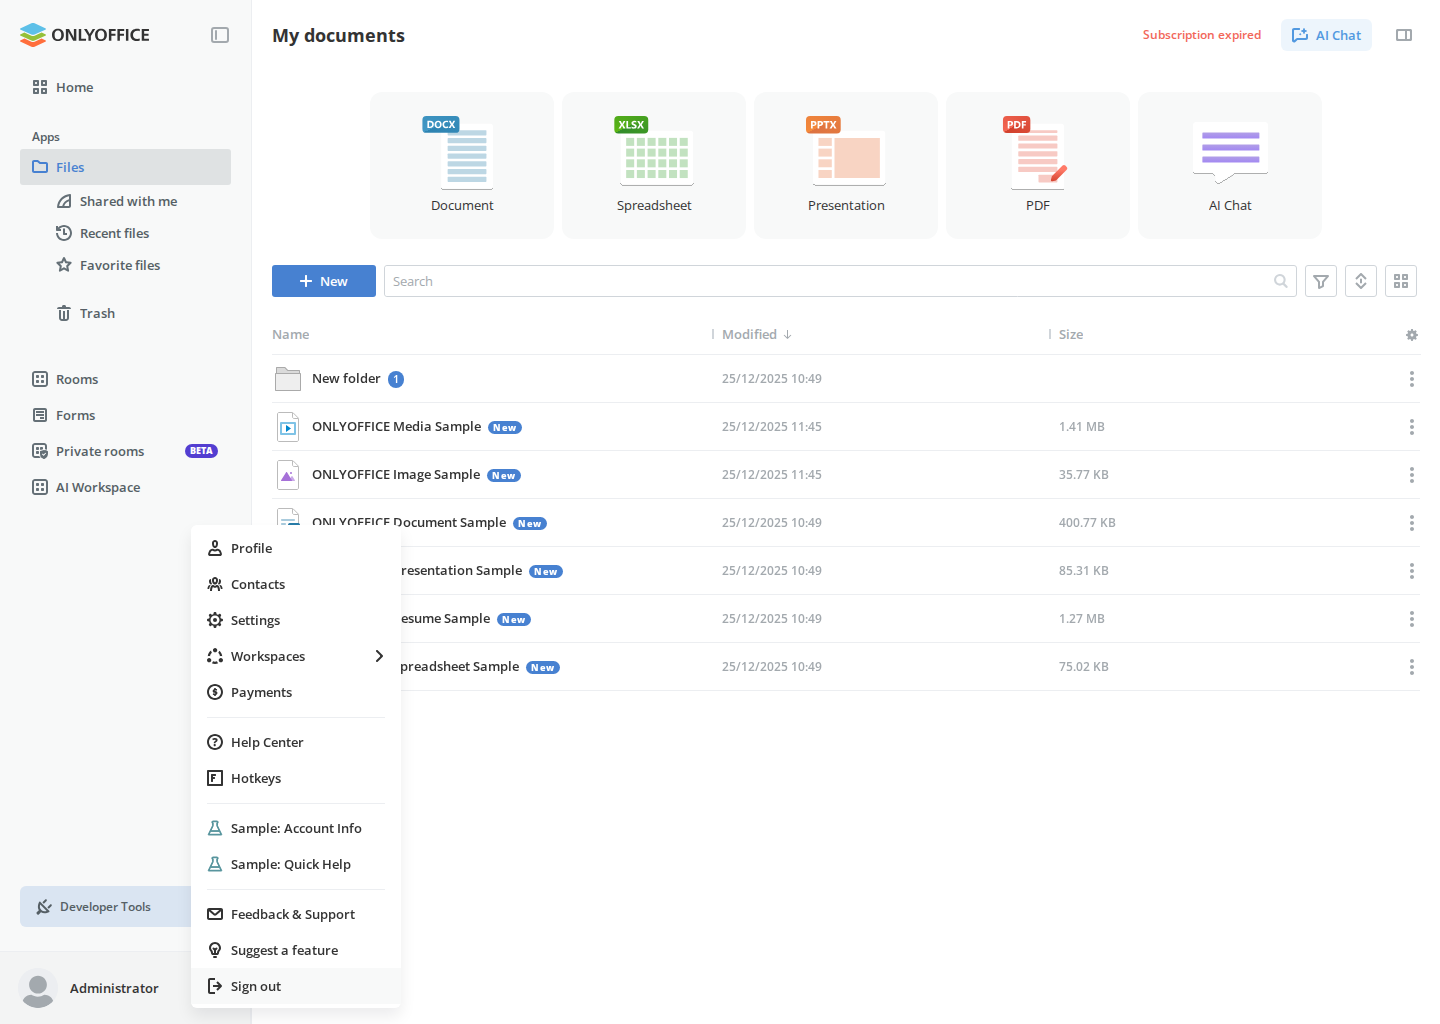 ONLYOFFICE
My documents
Subscription expired
AI Chat
Home
Apps
Files
Shared with me
Recent files
Favorite files
Trash
Rooms
Forms
Private rooms
BETA
AI Workspace
DOCX
Document
XLSX
Spreadsheet
PPTX
Presentation
PDF
PDF
AI Chat
New
Search
Name
Modified
Size
New folder 1 25/12/2025 10:49
ONLYOFFICE Media Sample New 25/12/2025 11:45 1.41 MB
ONLYOFFICE Image Sample New 25/12/2025 11:45 35.77 KB
ONLYOFFICE Document Sample New 25/12/2025 10:49 400.77 KB
resentation Sample New 25/12/2025 10:49 85.31 KB
esume Sample New 25/12/2025 10:49 1.27 MB
preadsheet Sample New 25/12/2025 10:49 75.02 KB
Profile
Contacts
Settings
Workspaces
Payments
Help Center
Hotkeys
Sample: Account Info
Sample: Quick Help
Feedback & Support
Suggest a feature
Sign out
Developer Tools
Administrator